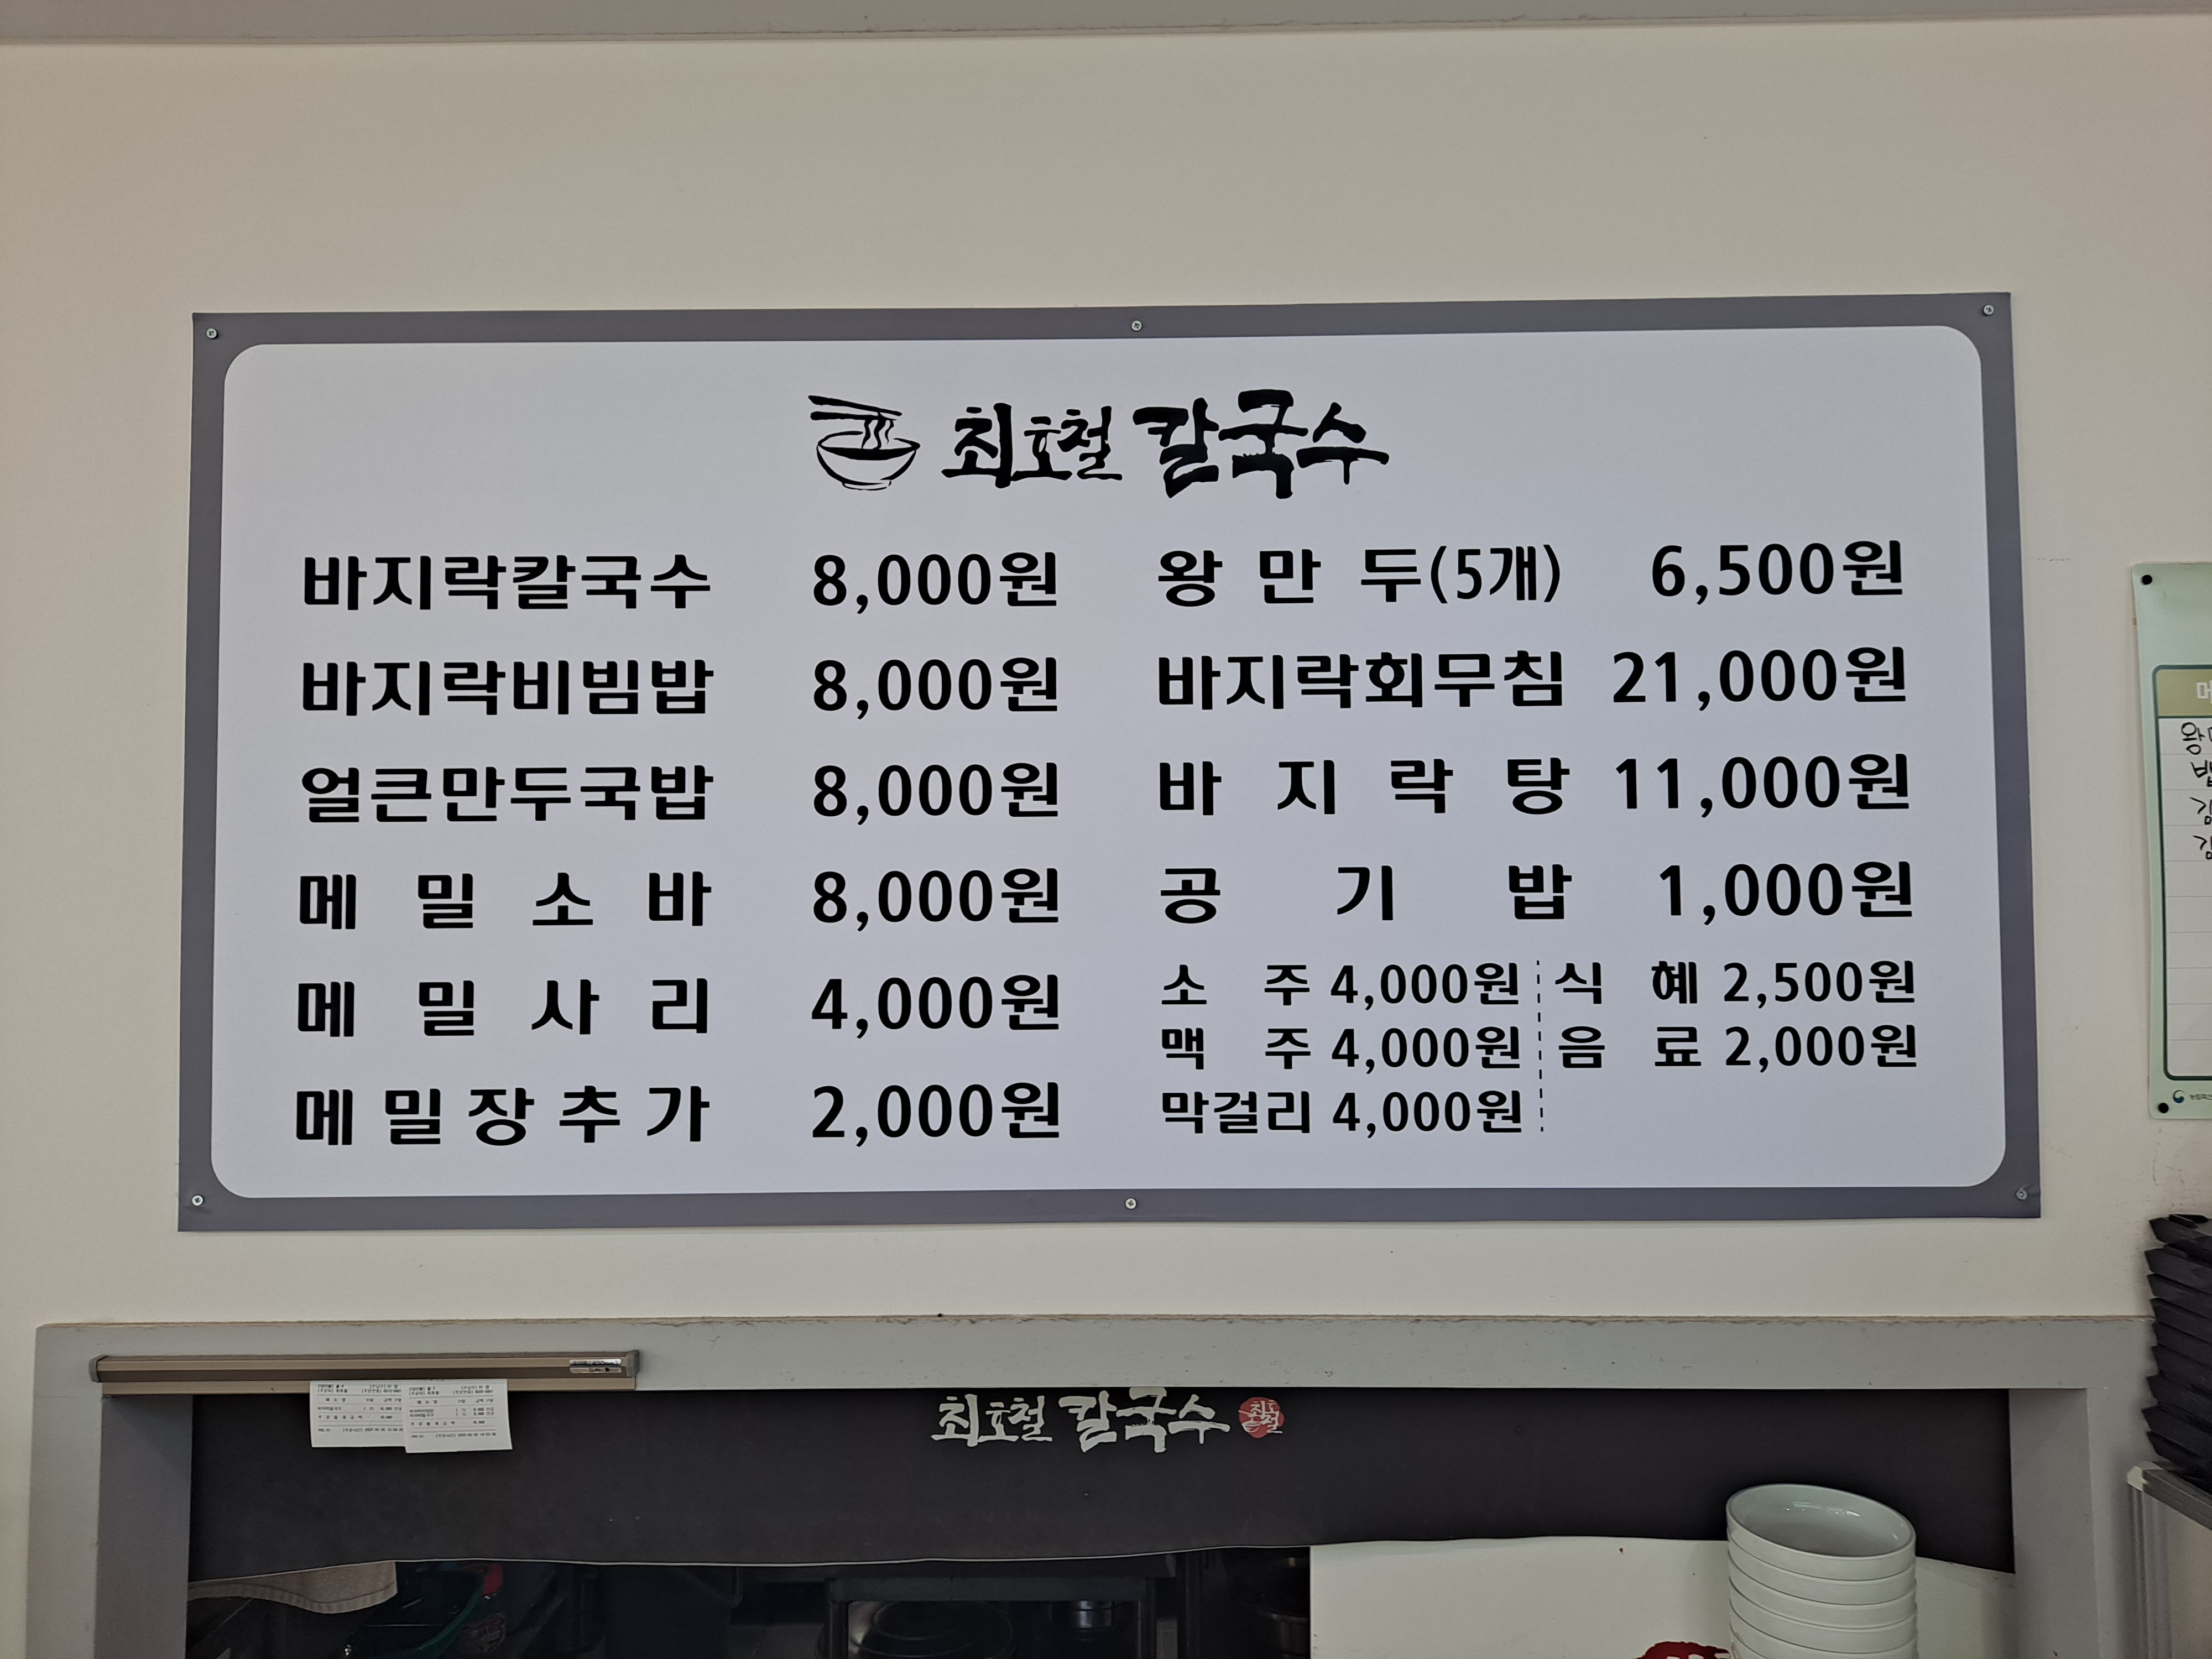 최호철 칼국수
바지락칼국수 8,000원
바지락비빔밥 8,000원
얼큰만두국밥 8,000원
메밀소바 8,000원
메밀사리 4,000원
메밀장추가 2,000원
왕만두(5개) 6,500원
바지락회무침 21,000원
바지락탕 11,000원
공기밥 1,000원
소주 4,000원 식혜 2,500원
맥주 4,000원 음료 2,000원
막걸리 4,000원
최호철 칼국수 최호철